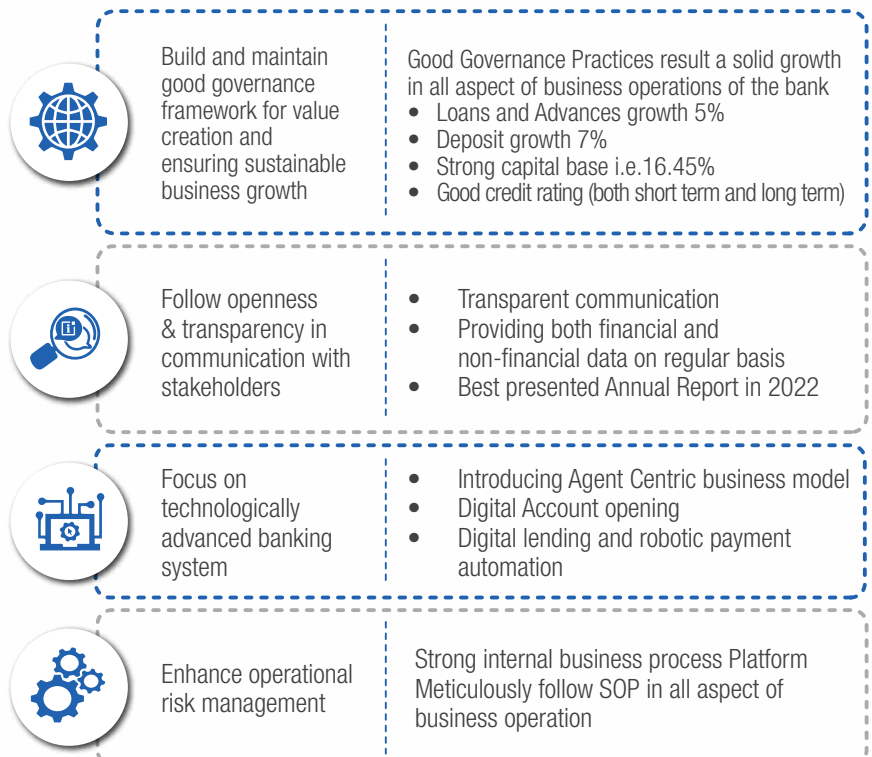 Build and maintain
good governance
framework for value
creation and
ensuring sustainable
business growth
Good Governance Practices result a solid growth
in all aspect of business operations of the bank
• Loans and Advances growth 5%
• Deposit growth 7%
• Strong capital base i.e.16.45%
• Good credit rating (both short term and long term)
Follow openness
& transparency in
communication with
stakeholders
• Transparent communication
• Providing both financial and
non-financial data on regular basis
• Best presented Annual Report in 2022
Focus on
technologically
advanced banking
system
• Introducing Agent Centric business model
• Digital Account opening
• Digital lending and robotic payment
automation
Enhance operational
risk management
Strong internal business process Platform
Meticulously follow SOP in all aspect of
business operation